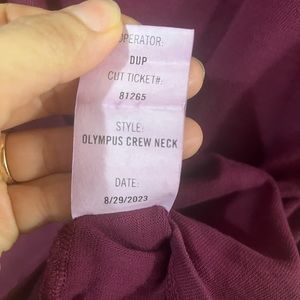 OPERATOR:
DUP
CUT TICKET#:
81265
STYLE:
OLYMPUS CREW NECK
DATE:
8/29/2023